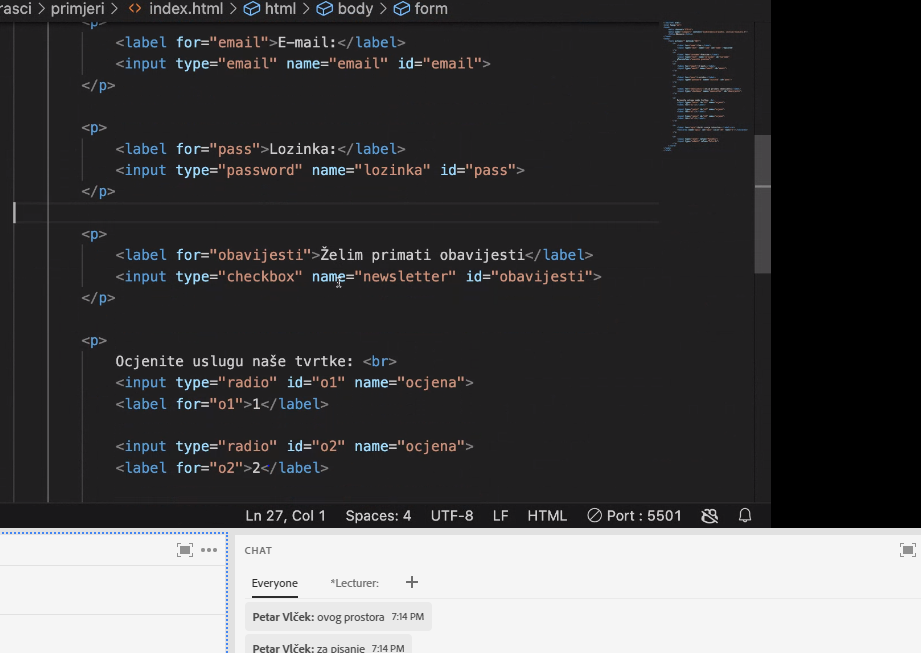 rasci > primjeri > <> index.html > html > body > form
<p>
<label for="email">E-mail:</label>
<input type="email" name="email" id="email">
</p>
<p>
<label for="pass">Lozinka:</label>
<input type="password" name="lozinka" id="pass">
</p>
<p>
<label for="obavijesti">Želim primati obavijesti</label>
<input type="checkbox" name="newsletter" id="obavijesti">
</p>
<p>
Ocjenite uslugu naše tvrtke: <br>
<input type="radio" id="o1" name="ocjena">
<label for="o1">1</label>
<input type="radio" id="o2" name="ocjena">
<label for="o2">2</label>
Ln 27, Col 1 Spaces: 4 UTF-8 LF HTML Port : 5501
CHAT
Everyone *Lecturer: +
Petar Vlček: ovog prostora 7:14 PM
Petar Vlček: za pisanje 7:14 PM